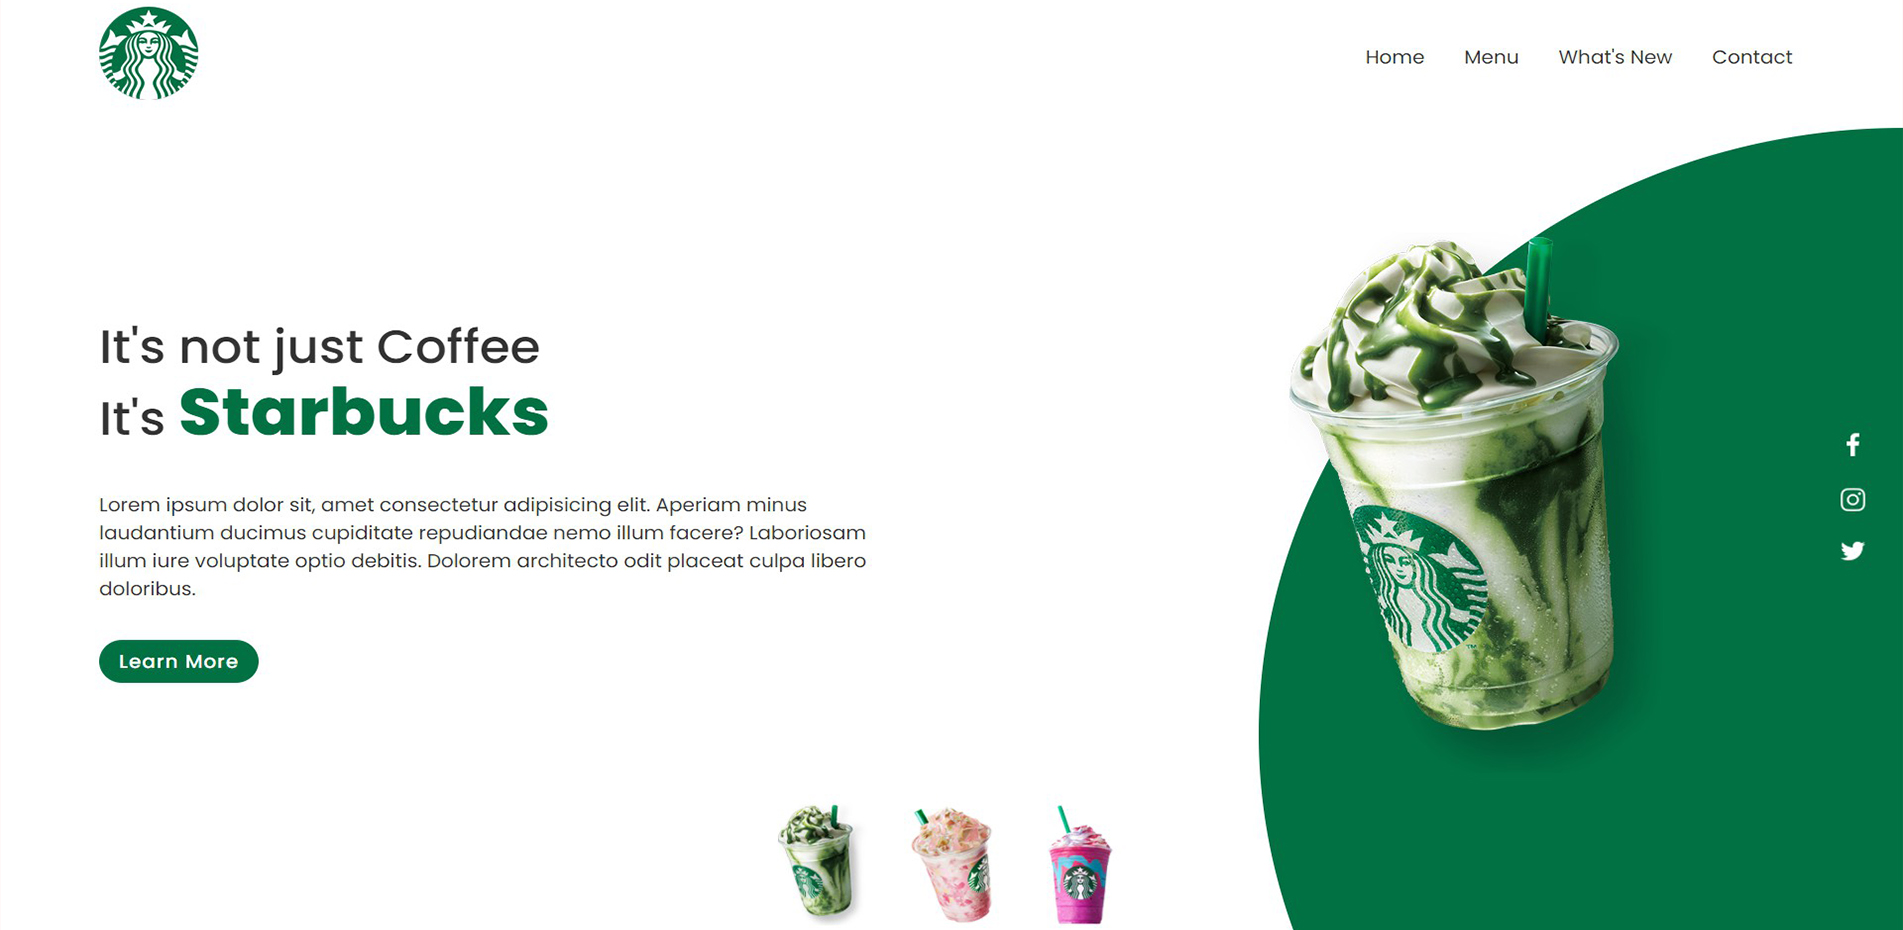 Home Menu What's New Contact
It's not just Coffee
It's Starbucks
Lorem ipsum dolor sit, amet consectetur adipisicing elit. Aperiam minus
laudantium ducimus cupiditate repudiandae nemo illum facere? Laboriosam
illum iure voluptate optio debitis. Dolorem architecto odit placeat culpa libero
doloribus.
Learn More
TM